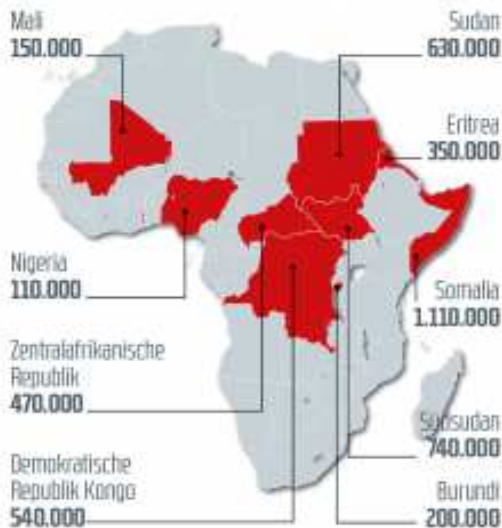 Mali
150.000
Sudan
630.000
Eritrea
350.000
Nigeria
110.000
Somalia
1.110.000
Zentralafrikanische
Republik
470.000
Südsudan
740.000
Demokratische
Republik Kongo
540.000
Burundi
200.000